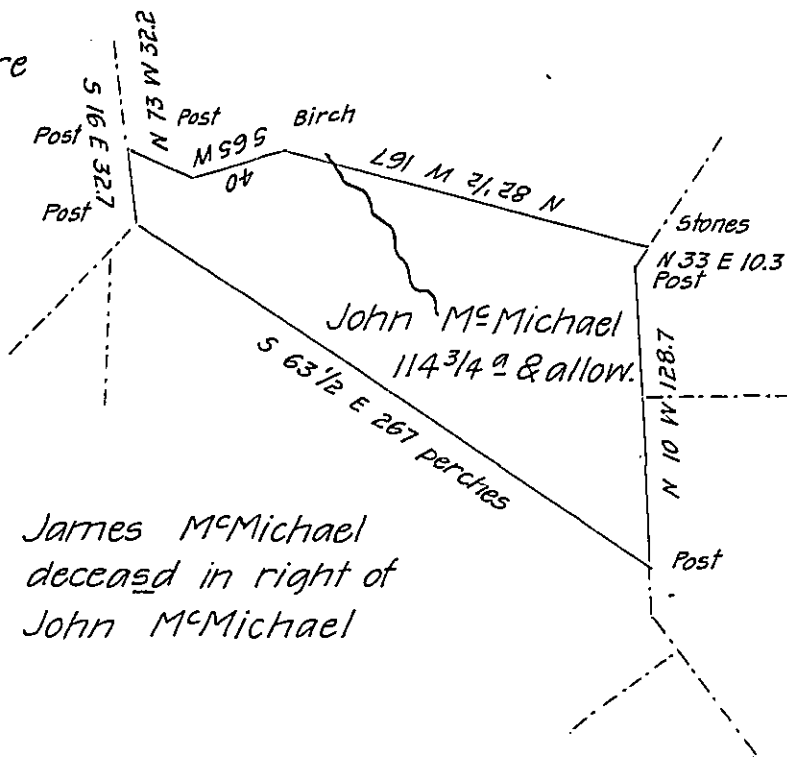 re
N 73 W 32.2
S 16 E 32.7
Post
Post
Post
Birch
S 65 W
40
N 82 1/2 W 167
Stones
N 33 E 10.3
Post
John McMichael
114 3/4 a & allow.
S 63 1/2 E 267 perches
N 10 W 128.7
Post
James McMichael
deceasd in right of
John McMichael